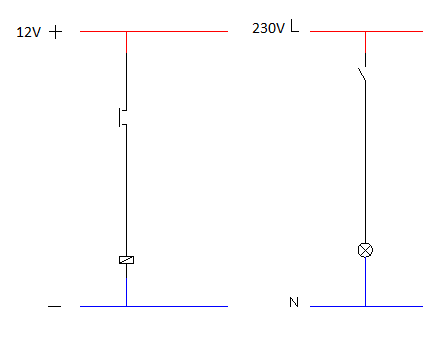 12V +
230V L
–
N